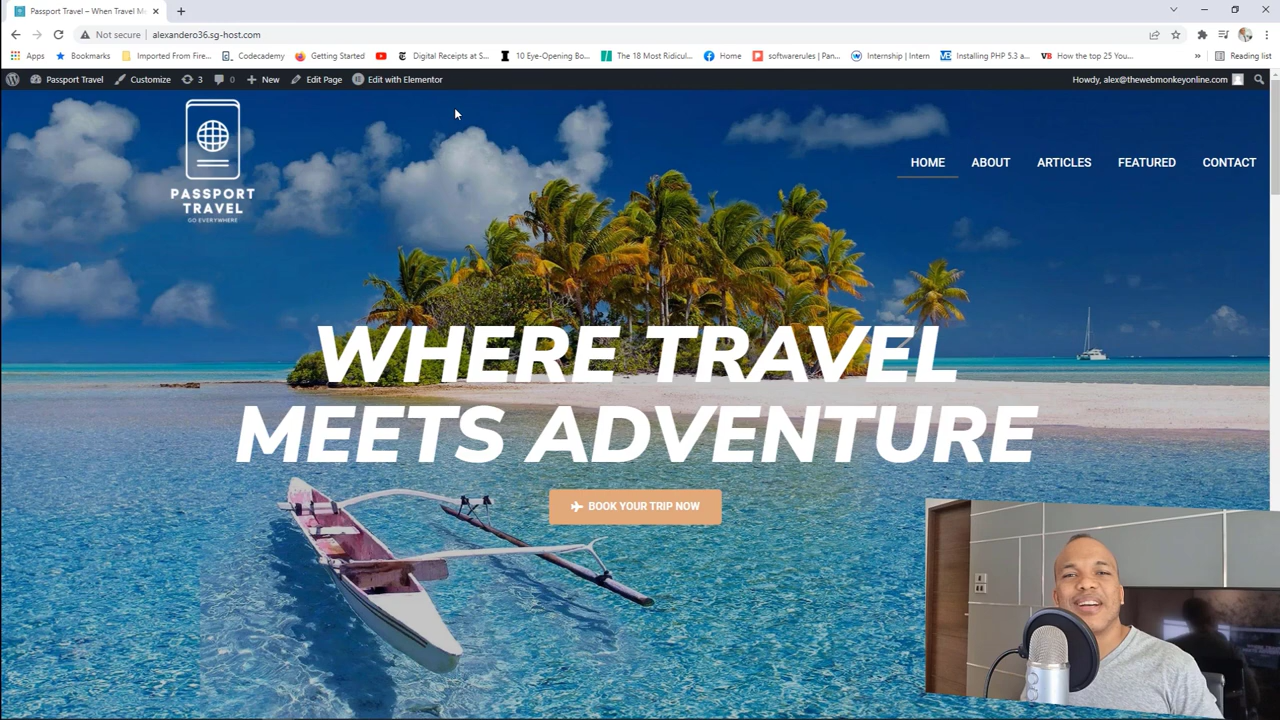 Passport Travel – When Travel Me
Not secure | alexandero36.sg-host.com
Apps
Bookmarks
Imported From Firef...
Codecademy
Getting Started
Digital Receipts at S...
10 Eye-Opening Bo...
The 18 Most Ridicul...
Home
softwarerules | Pan...
Internship | Intern
Installing PHP 5.3 a...
How the top 25 You...
»
Reading list
Passport Travel
Customize
3
0
New
Edit Page
Edit with Elementor
Howdy, alex@thewebmonkeyonline.com
PASSPORT
TRAVEL
GO EVERYWHERE
HOME
ABOUT
ARTICLES
FEATURED
CONTACT
WHERE TRAVEL
MEETS ADVENTURE
BOOK YOUR TRIP NOW